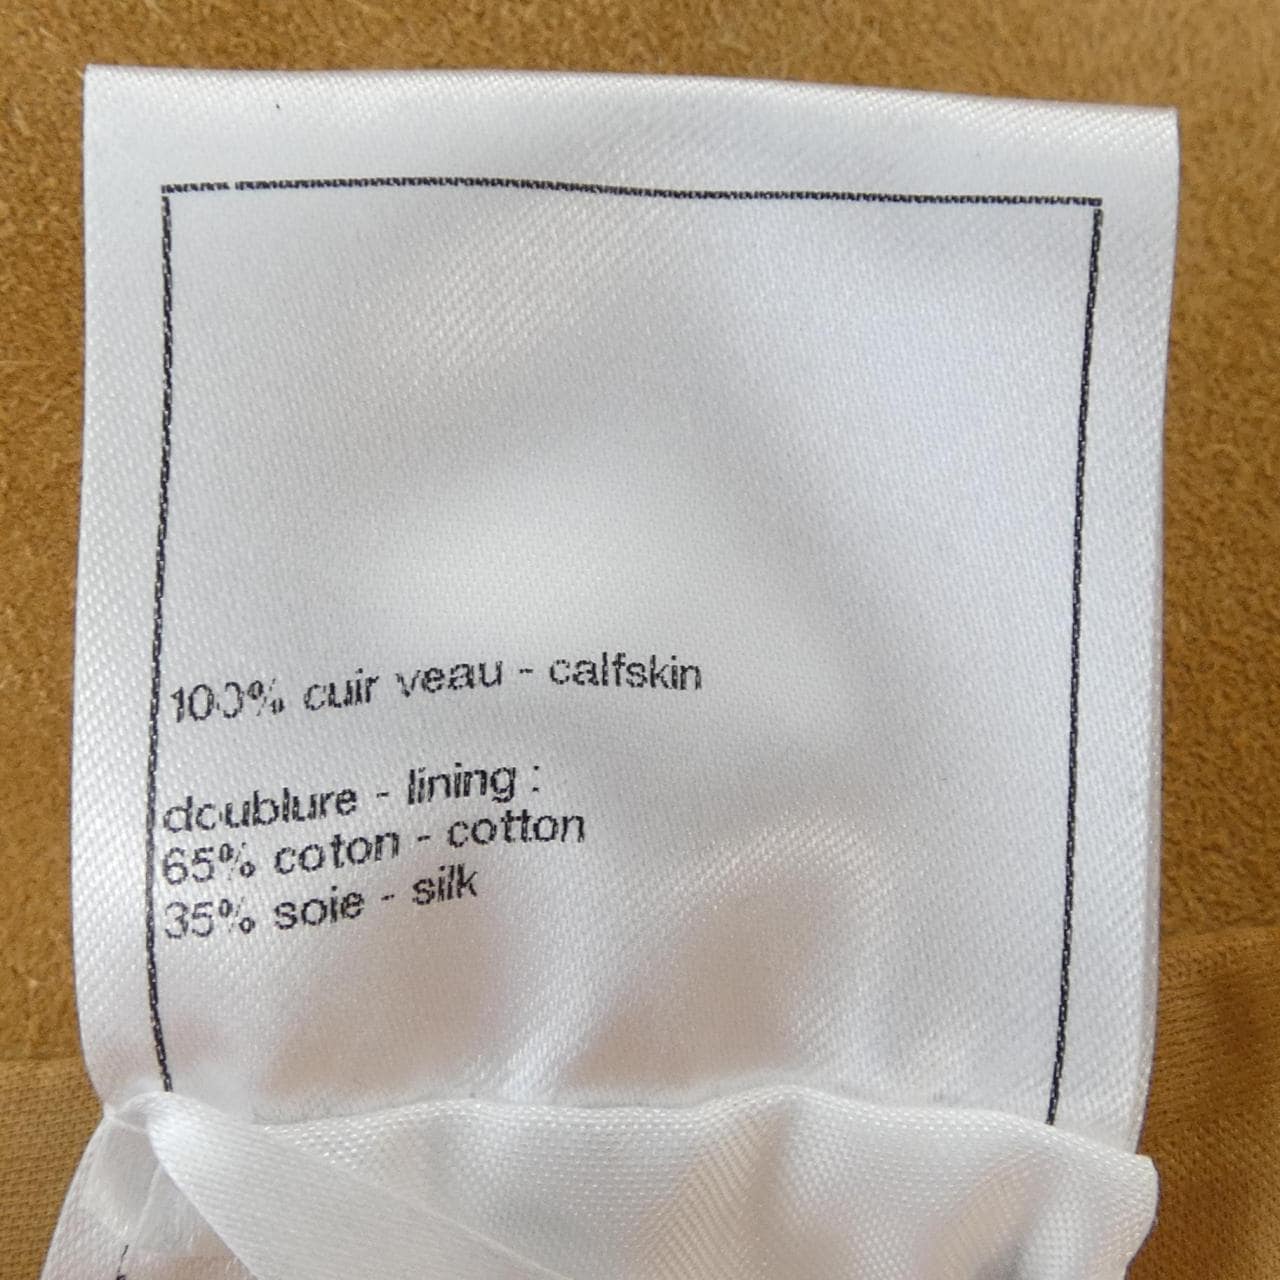 100% cuir veau - calfskin
doublure - lining :
65% coton - cotton
35% soie - silk